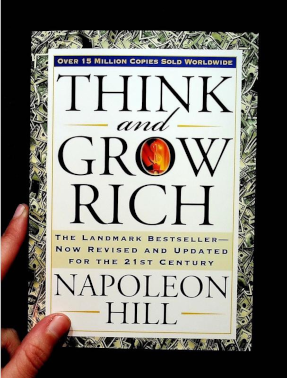 OVER 15 MILLION COPIES SOLD WORLDWIDE
THINK
and
GROW
RICH
THE LANDMARK BESTSELLER—
NOW REVISED AND UPDATED
FOR THE 21ST CENTURY
NAPOLEON
HILL